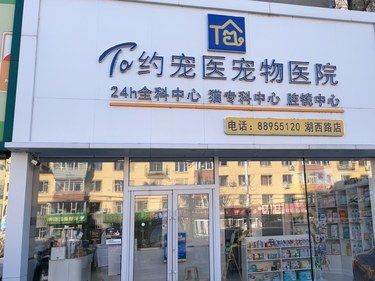 Ta约宠医宠物医院
24h全科中心 猫专科中心 腔镜中心
电话：88955120 湖西路店